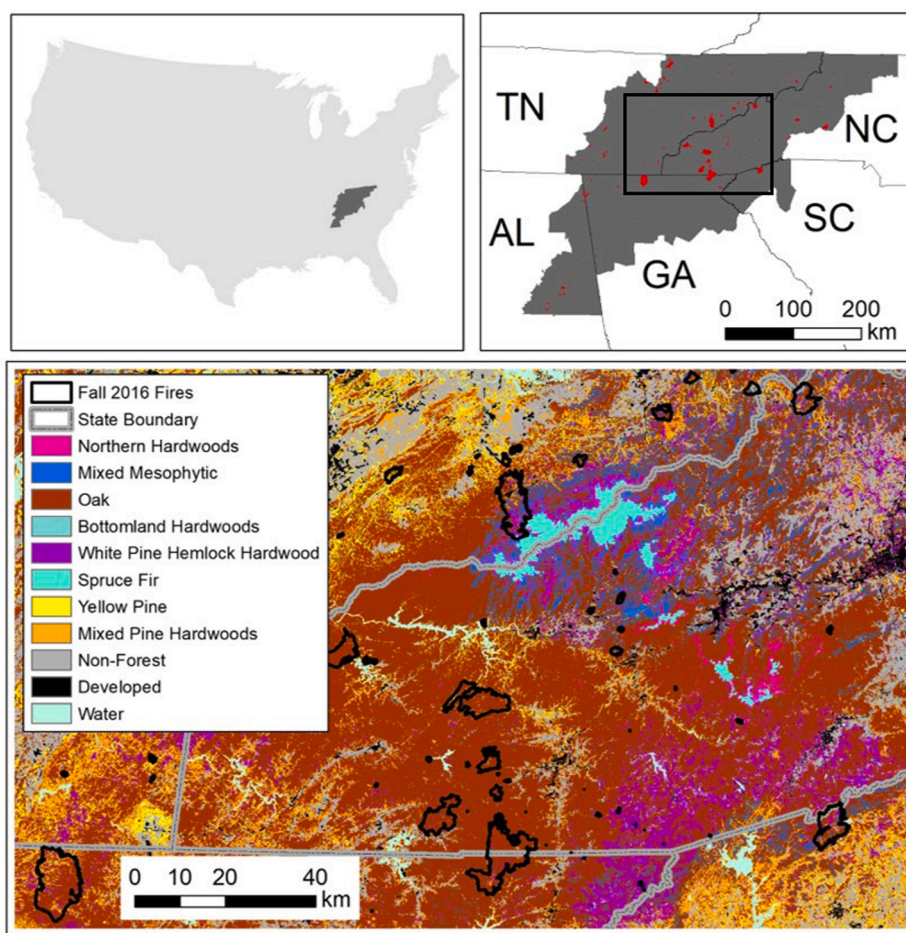 TN
NC
AL
SC
GA
0 100 200
km
Fall 2016 Fires
State Boundary
Northern Hardwoods
Mixed Mesophytic
Oak
Bottomland Hardwoods
White Pine Hemlock Hardwood
Spruce Fir
Yellow Pine
Mixed Pine Hardwoods
Non-Forest
Developed
Water
0 10 20 40
km